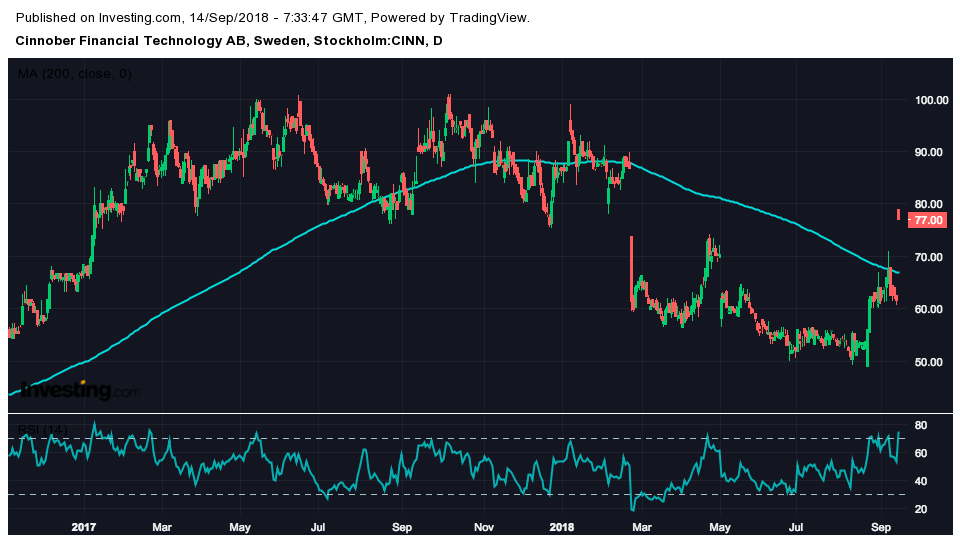 Published on Investing.com, 14/Sep/2018 - 7:33:47 GMT, Powered by TradingView.
Cinnober Financial Technology AB, Sweden, Stockholm:CINN, D
MA (200, close, 0)
100.00
90.00
80.00
77.00
70.00
60.00
50.00
Investing.com
RSI (14)
80
60
40
20
2017 Mar May Jul Sep Nov 2018 Mar May Jul Sep